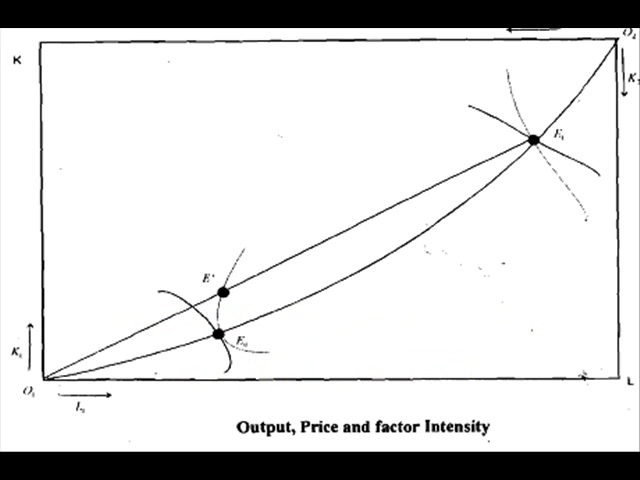 O₂
K
K₂
E₁
E'
E₀
K₁
L
O₁
L₁
Output, Price and factor Intensity